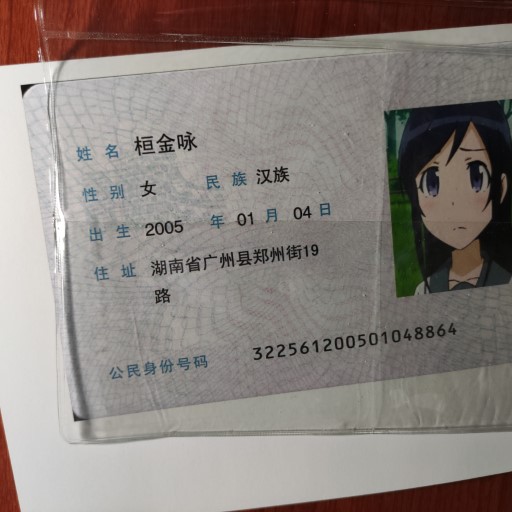 姓名 桓金咏
性别 女 民族 汉族
出生 2005 年 01 月 04 日
住址 湖南省广州县郑州街19
路
公民身份号码 322561200501048864